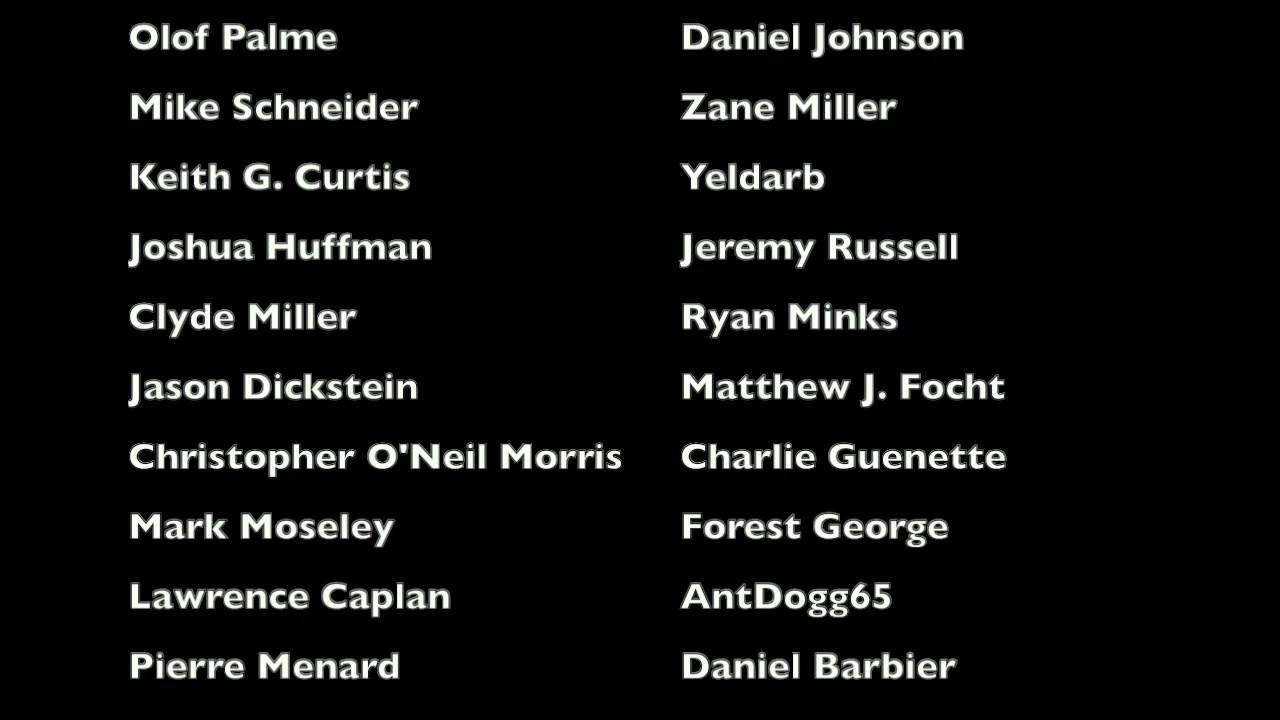 Olof Palme
Mike Schneider
Keith G. Curtis
Joshua Huffman
Clyde Miller
Jason Dickstein
Christopher O'Neil Morris
Mark Moseley
Lawrence Caplan
Pierre Menard
Daniel Johnson
Zane Miller
Yeldarb
Jeremy Russell
Ryan Minks
Matthew J. Focht
Charlie Guenette
Forest George
AntDogg65
Daniel Barbier